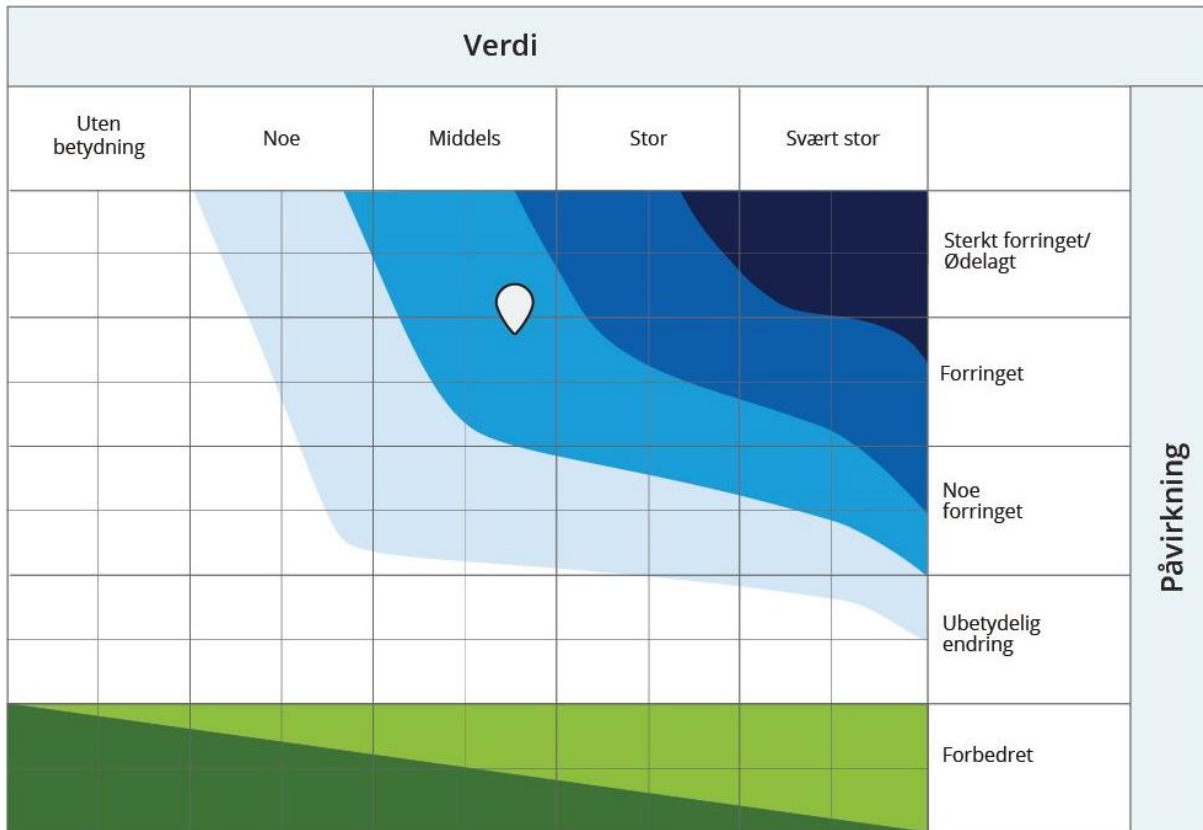 Verdi
Uten
betydning
Noe
Middels
Stor
Svært stor
Sterkt forringet/
Ødelagt
Forringet
Noe
forringet
Ubetydelig
endring
Forbedret
Påvirkning